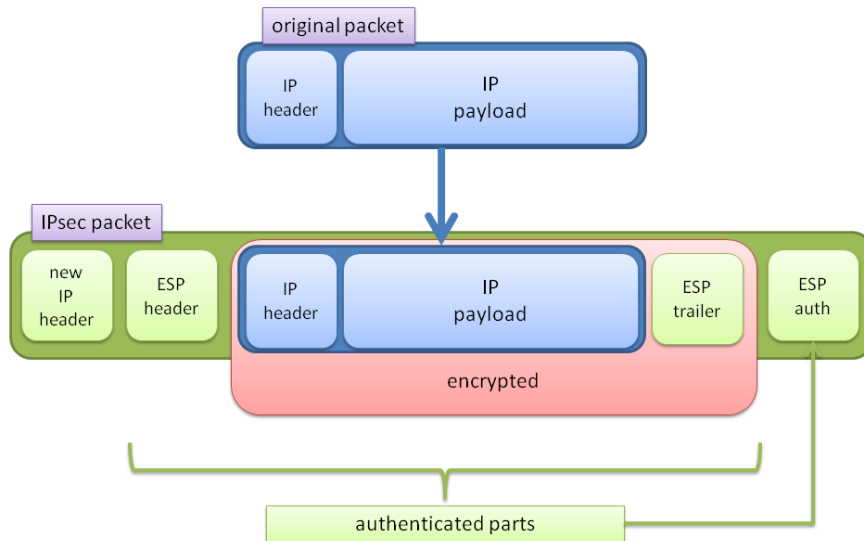 original packet
IP
header
IP
payload
IPsec packet
new
IP
header
ESP
header
IP
header
IP
payload
ESP
trailer
ESP
auth
encrypted
authenticated parts